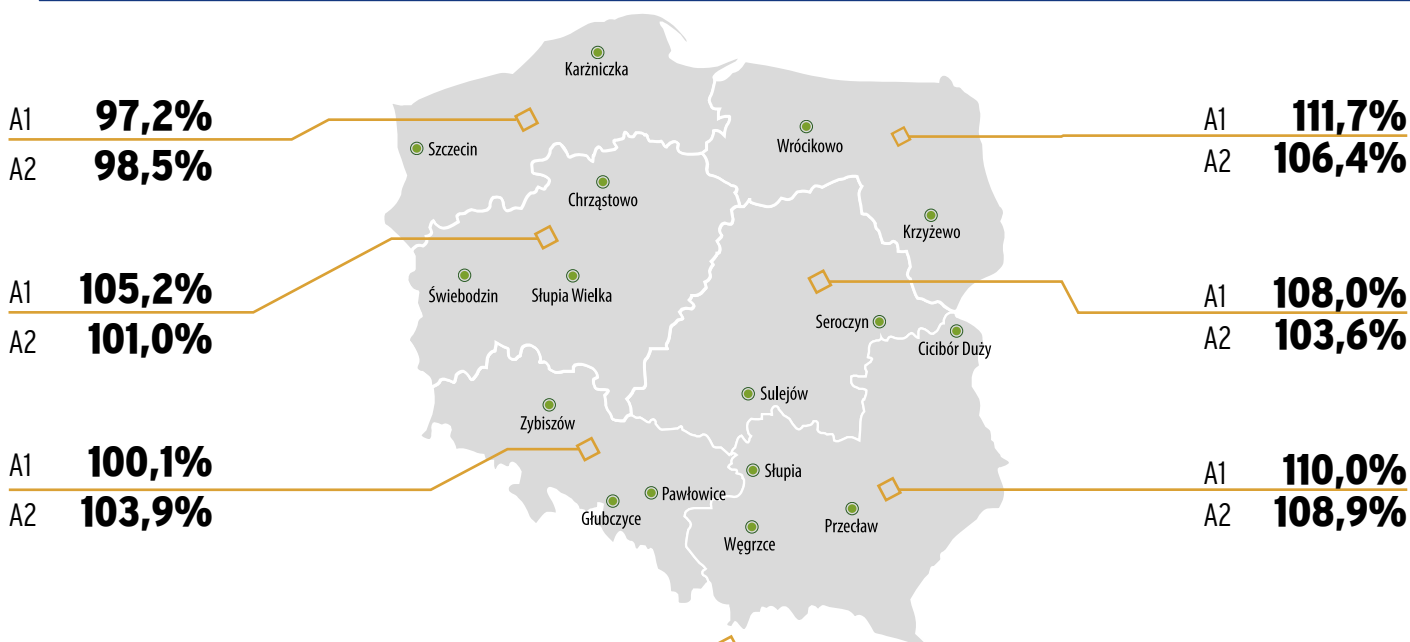 Karżniczka
A1 97,2%
A2 98,5%
Szczecin
Wrócikowo
A1 111,7%
A2 106,4%
Chrząstowo
Krzyżewo
A1 105,2%
A2 101,0%
Świebodzin
Słupia Wielka
Seroczyn
Cicibór Duży
A1 108,0%
A2 103,6%
Sulejów
Zybiszów
A1 100,1%
A2 103,9%
Głubczyce
Pawłowice
Słupia
Węgrzce
Przecław
A1 110,0%
A2 108,9%